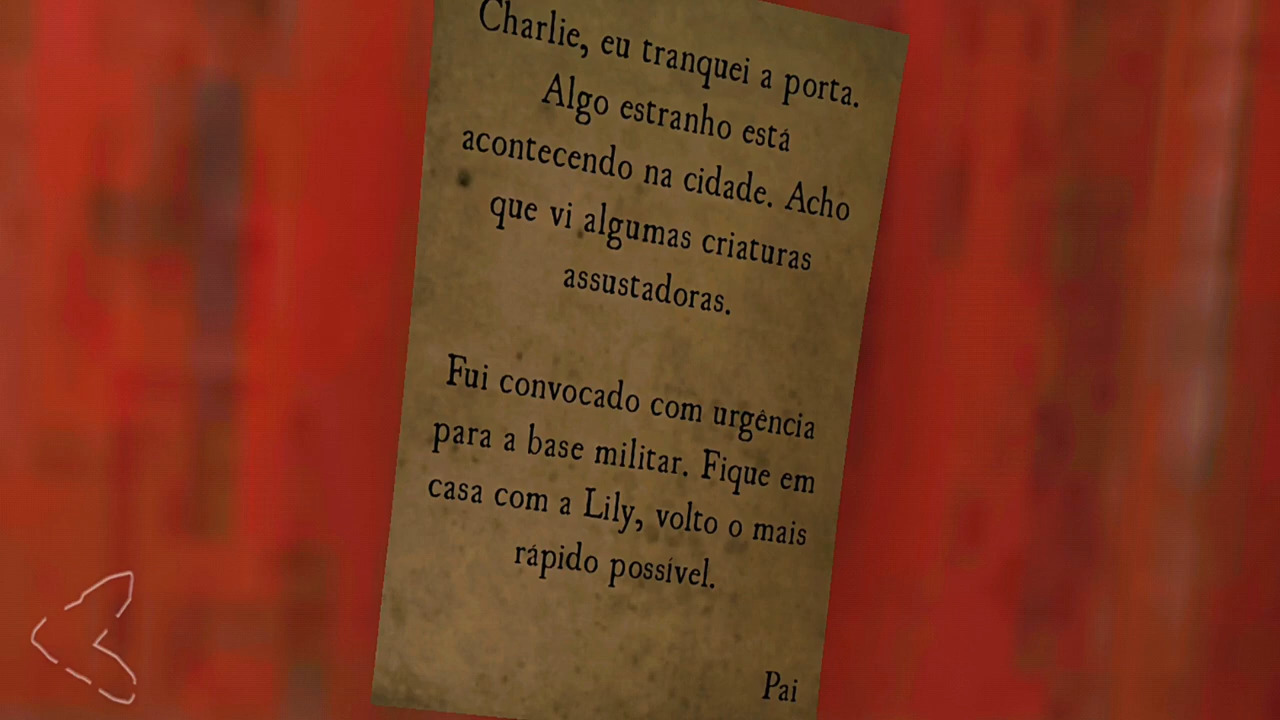 Charlie, eu tranquei a porta.
Algo estranho está
acontecendo na cidade. Acho
que vi algumas criaturas
assustadoras.
Fui convocado com urgência
para a base militar. Fique em
casa com a Lily, volto o mais
rápido possível.
Pai